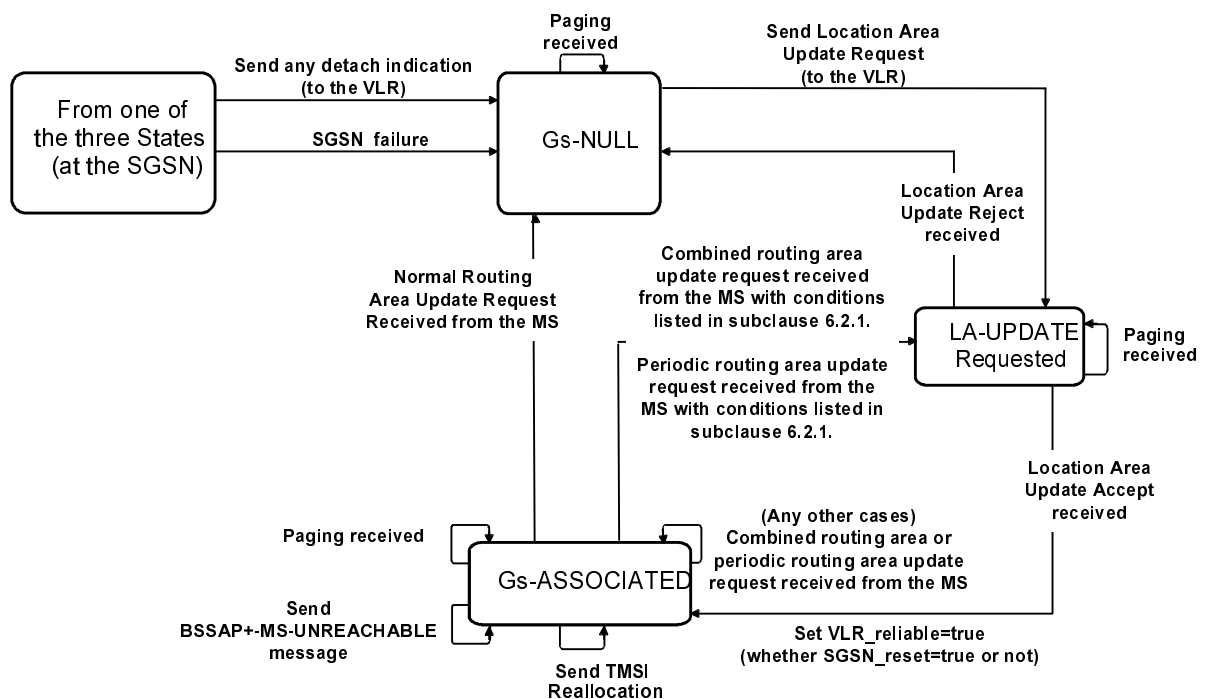 Paging
received
Send Location Area
Update Request
(to the VLR)
Send any detach indication
(to the VLR)
From one of
the three States
(at the SGSN)
SGSN failure
Gs-NULL
Location Area
Update Reject
received
Normal Routing
Area Update Request
Received from the MS
Combined routing area
update request received
from the MS with conditions
listed in subclause 6.2.1.
LA-UPDATE
Requested
Paging
received
Periodic routing area update
request received from the
MS with conditions listed in
subclause 6.2.1.
Location Area
Update Accept
received
Paging received
(Any other cases)
Combined routing area or
periodic routing area update
request received from the MS
Gs-ASSOCIATED
Send
BSSAP+-MS-UNREACHABLE
message
Set VLR_reliable=true
(whether SGSN_reset=true or not)
Send TMSI
Reallocation